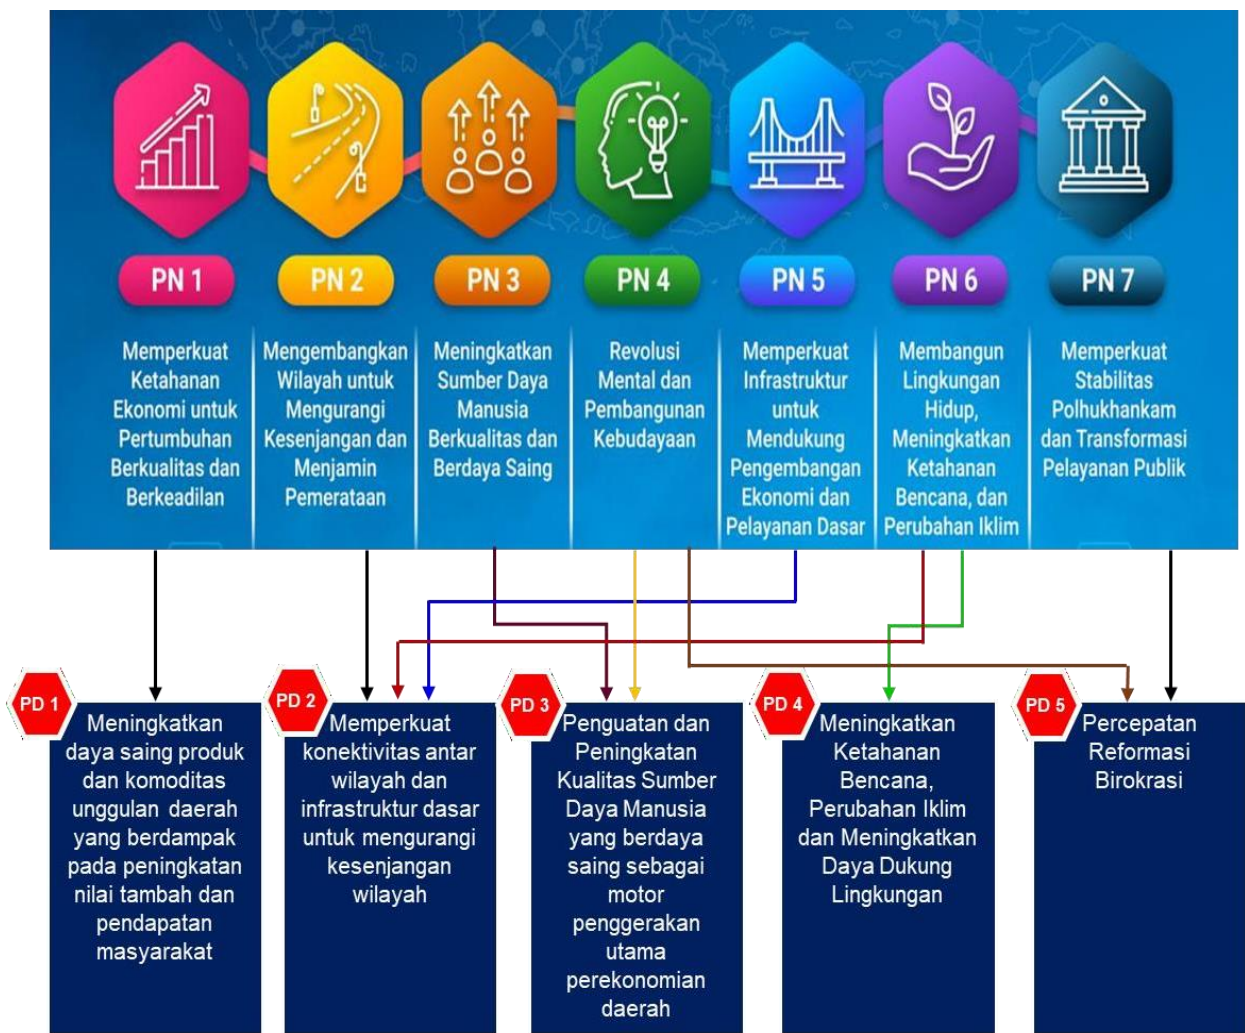 PN 1
Memperkuat
Ketahanan
Ekonomi untuk
Pertumbuhan
Berkualitas dan
Berkeadilan
PN 2
Mengembangkan
Wilayah untuk
Mengurangi
Kesenjangan dan
Menjamin
Pemerataan
PN 3
Meningkatkan
Sumber Daya
Manusia
Berkualitas dan
Berdaya Saing
PN 4
Revolusi
Mental dan
Pembangunan
Kebudayaan
PN 5
Memperkuat
Infrastruktur
untuk
Mendukung
Pengembangan
Ekonomi dan
Pelayanan Dasar
PN 6
Membangun
Lingkungan
Hidup,
Meningkatkan
Ketahanan
Bencana, dan
Perubahan Iklim
PN 7
Memperkuat
Stabilitas
Polhukhankam
dan Transformasi
Pelayanan Publik
PD 1
Meningkatkan
daya saing produk
dan komoditas
unggulan daerah
yang berdampak
pada peningkatan
nilai tambah dan
pendapatan
masyarakat
PD 2
Memperkuat
konektivitas antar
wilayah dan
infrastruktur dasar
untuk mengurangi
kesenjangan
wilayah
PD 3
Penguatan dan
Peningkatan
Kualitas Sumber
Daya Manusia
yang berdaya
saing sebagai
motor
penggerakan
utama
perekonomian
daerah
PD 4
Meningkatkan
Ketahanan
Bencana,
Perubahan Iklim
dan Meningkatkan
Daya Dukung
Lingkungan
PD 5
Percepatan
Reformasi
Birokrasi